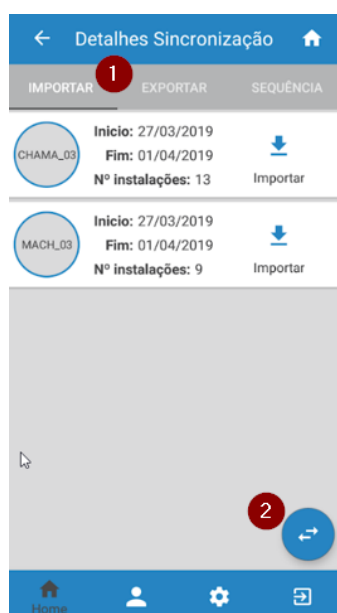 Detalhes Sincronização
1
IMPORTAR EXPORTAR SEQUÊNCIA
CHAMA_03
Inicio: 27/03/2019
Fim: 01/04/2019
Nº instalações: 13
Importar
MACH_03
Inicio: 27/03/2019
Fim: 01/04/2019
Nº instalações: 9
Importar
2
Home